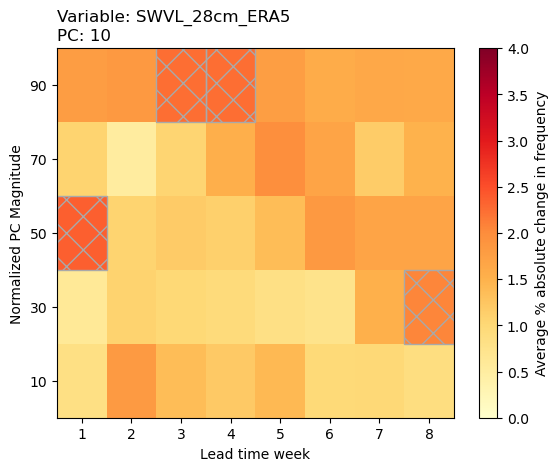 Variable: SWVL_28cm_ERA5
PC: 10
Normalized PC Magnitude
90
70
50
30
10
1 2 3 4 5 6 7 8
Lead time week
4.0
3.5
3.0
2.5
2.0
1.5
1.0
0.5
0.0
Average % absolute change in frequency